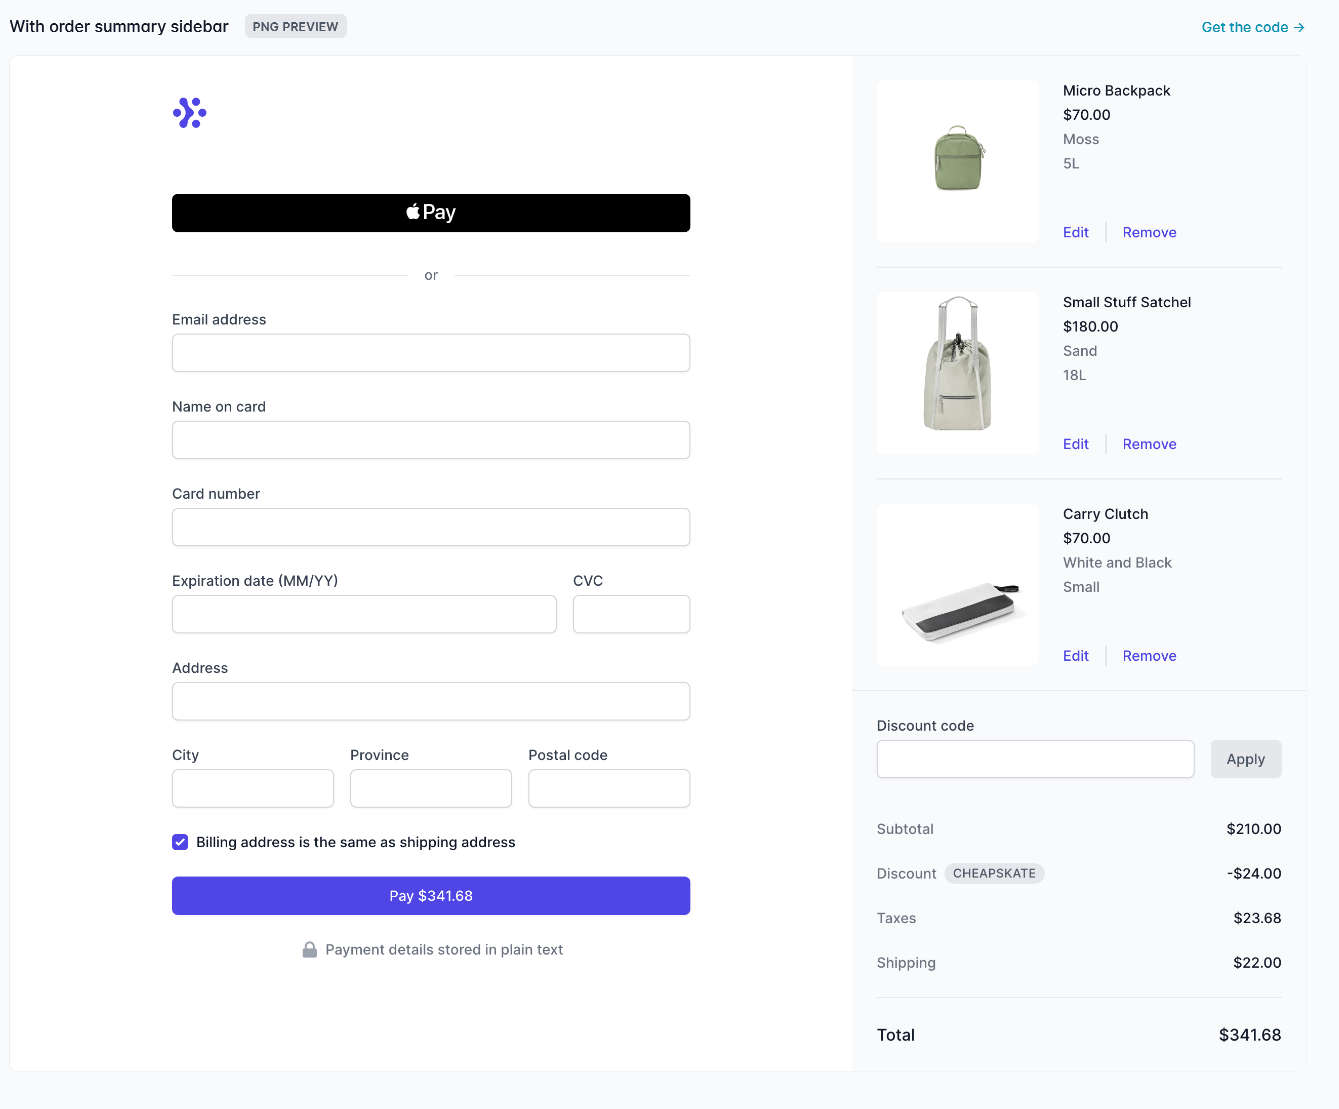 With order summary sidebar PNG PREVIEW Get the code →
Pay
or
Email address
Name on card
Card number
Expiration date (MM/YY) CVC
Address
City Province Postal code
Billing address is the same as shipping address
Pay $341.68
Payment details stored in plain text
Micro Backpack
$70.00
Moss
5L
Edit Remove
Small Stuff Satchel
$180.00
Sand
18L
Edit Remove
Carry Clutch
$70.00
White and Black
Small
Edit Remove
Discount code
Apply
Subtotal $210.00
Discount CHEAPSKATE -$24.00
Taxes $23.68
Shipping $22.00
Total $341.68